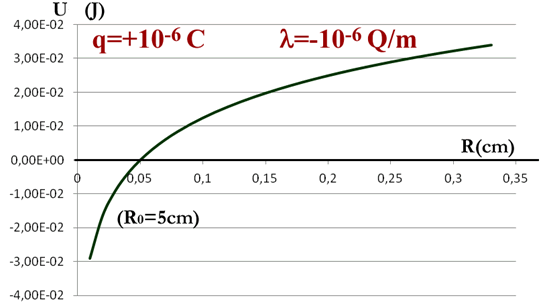 U (J)
4,00E-02
q=+10-6 C λ=-10-6 Q/m
3,00E-02
2,00E-02
1,00E-02
R(cm)
0,00E+00
0 0,05 0,1 0,15 0,2 0,25 0,3 0,35
-1,00E-02
(R0=5cm)
-2,00E-02
-3,00E-02
-4,00E-02